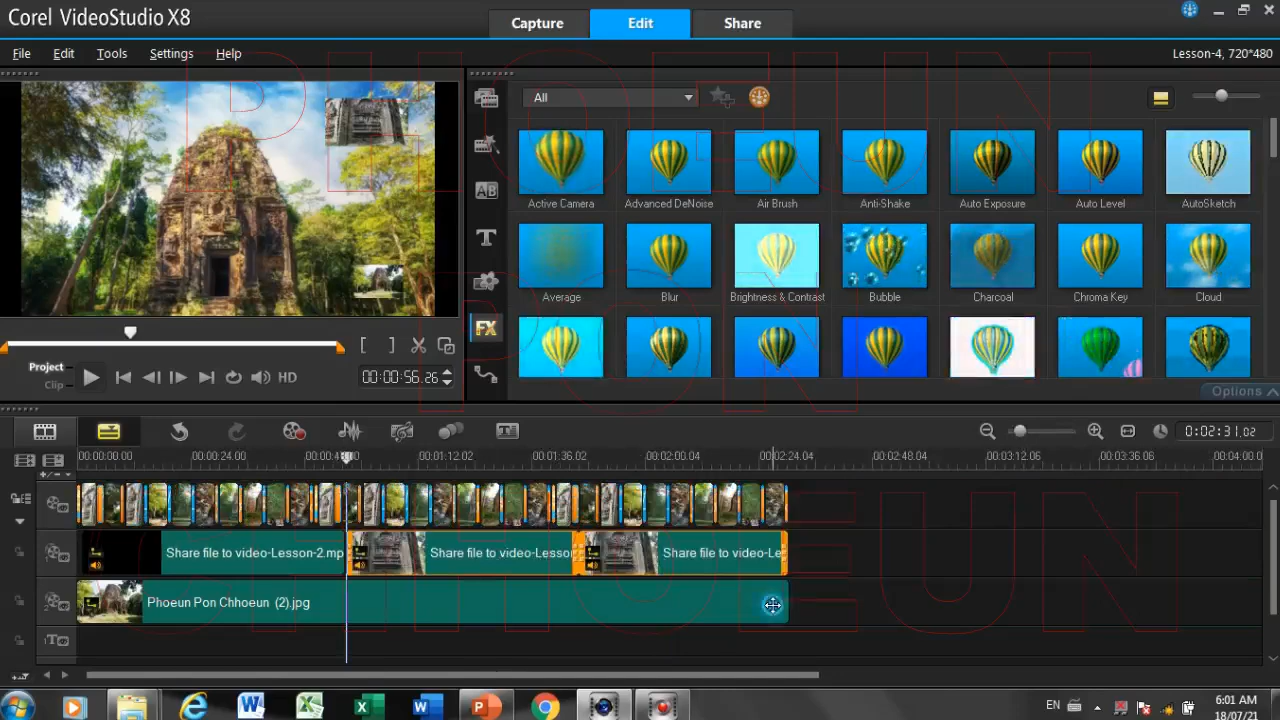 Corel VideoStudio X8
Capture
Edit
Share
File Edit Tools Settings Help
Lesson-4, 720*480
All
Active Camera
Advanced DeNoise
Air Brush
Anti-Shake
Auto Exposure
Auto Level
AutoSketch
Average
Blur
Brightness & Contrast
Bubble
Charcoal
Chroma Key
Cloud
AB
T
FX
Project
Clip
HD
00:00:56.26
Options
0:02:31.02
00:00:00.00
00:00:24.00
00:01:12.02
00:01:36.02
00:02:00.04
00:02:24.04
00:02:48.04
00:03:12.06
00:03:36.06
00:04:00.0
Share file to video-Lesson-2.mp
Share file to video-Lesso
Share file to video-Le
Phoeun Pon Chhoeun (2).jpg
EN
6:01 AM
18/07/21